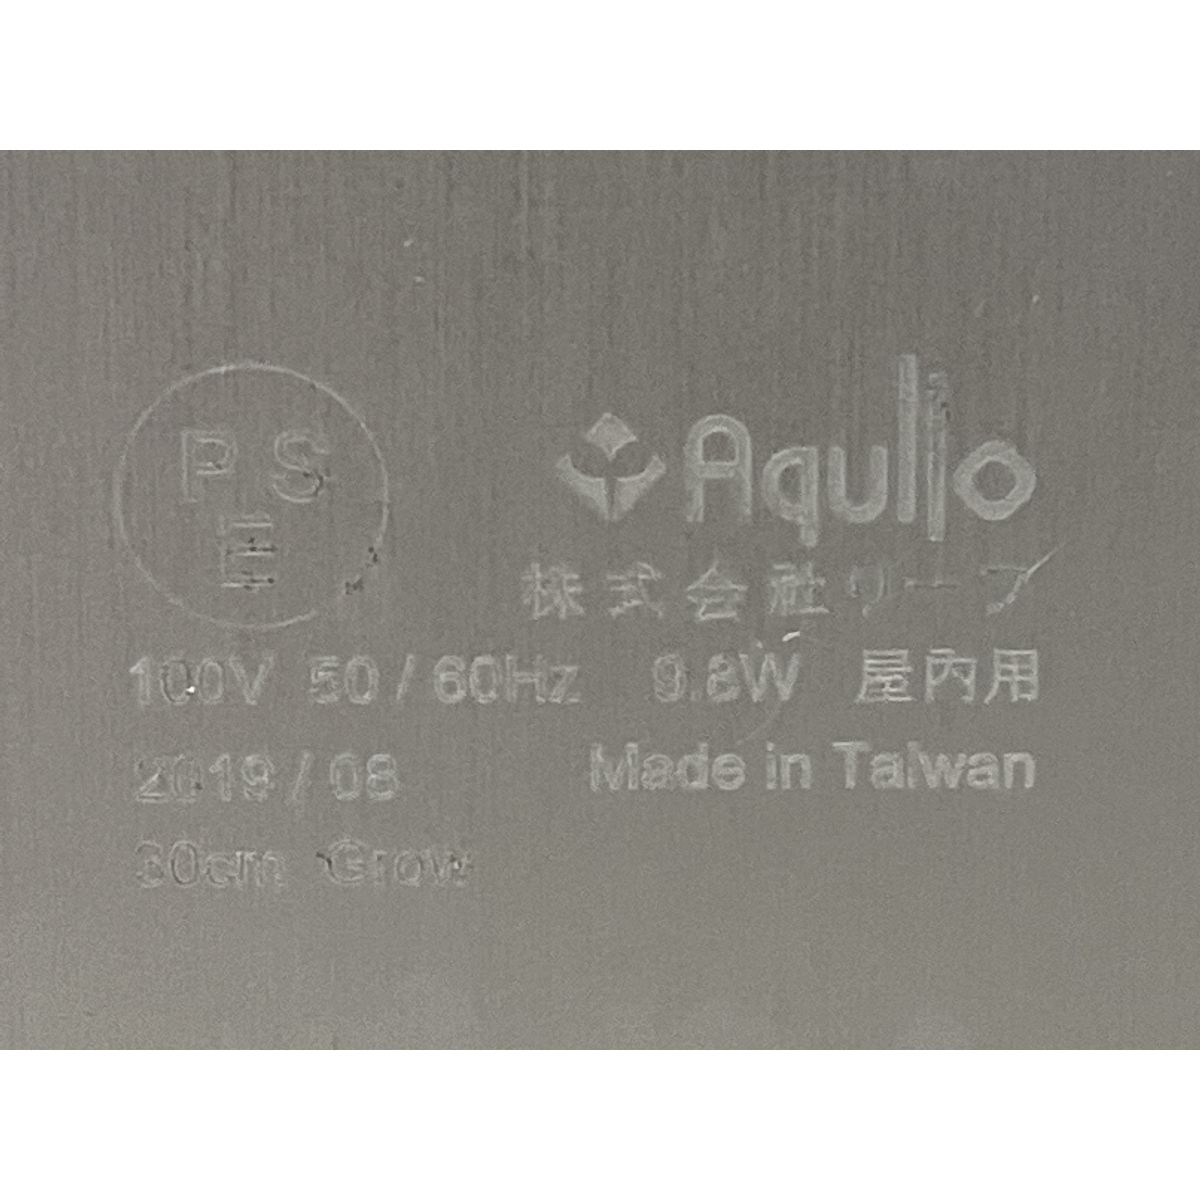 PS
E
Aqullo
株式会社リーフ
100V 50/60Hz 9.8W 屋内用
2019/08 Made in Taiwan
30cm Grow